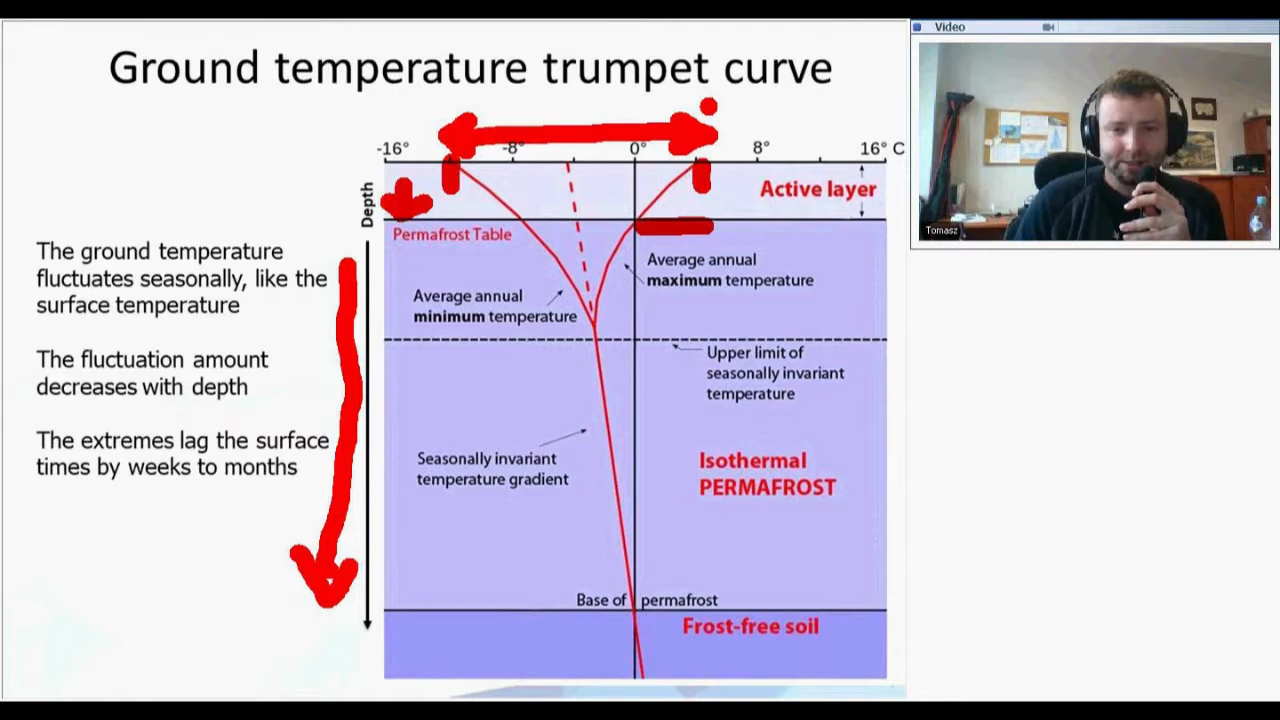 Video
Ground temperature trumpet curve
-16°
-8°
0°
8°
16° C
Depth
Active layer
Permafrost Table
Tomasz
The ground temperature
fluctuates seasonally, like the
surface temperature
Average annual
maximum temperature
Average annual
minimum temperature
The fluctuation amount
decreases with depth
Upper limit of
seasonally invariant
temperature
The extremes lag the surface
times by weeks to months
Seasonally invariant
temperature gradient
Isothermal
PERMAFROST
Base of permafrost
Frost-free soil